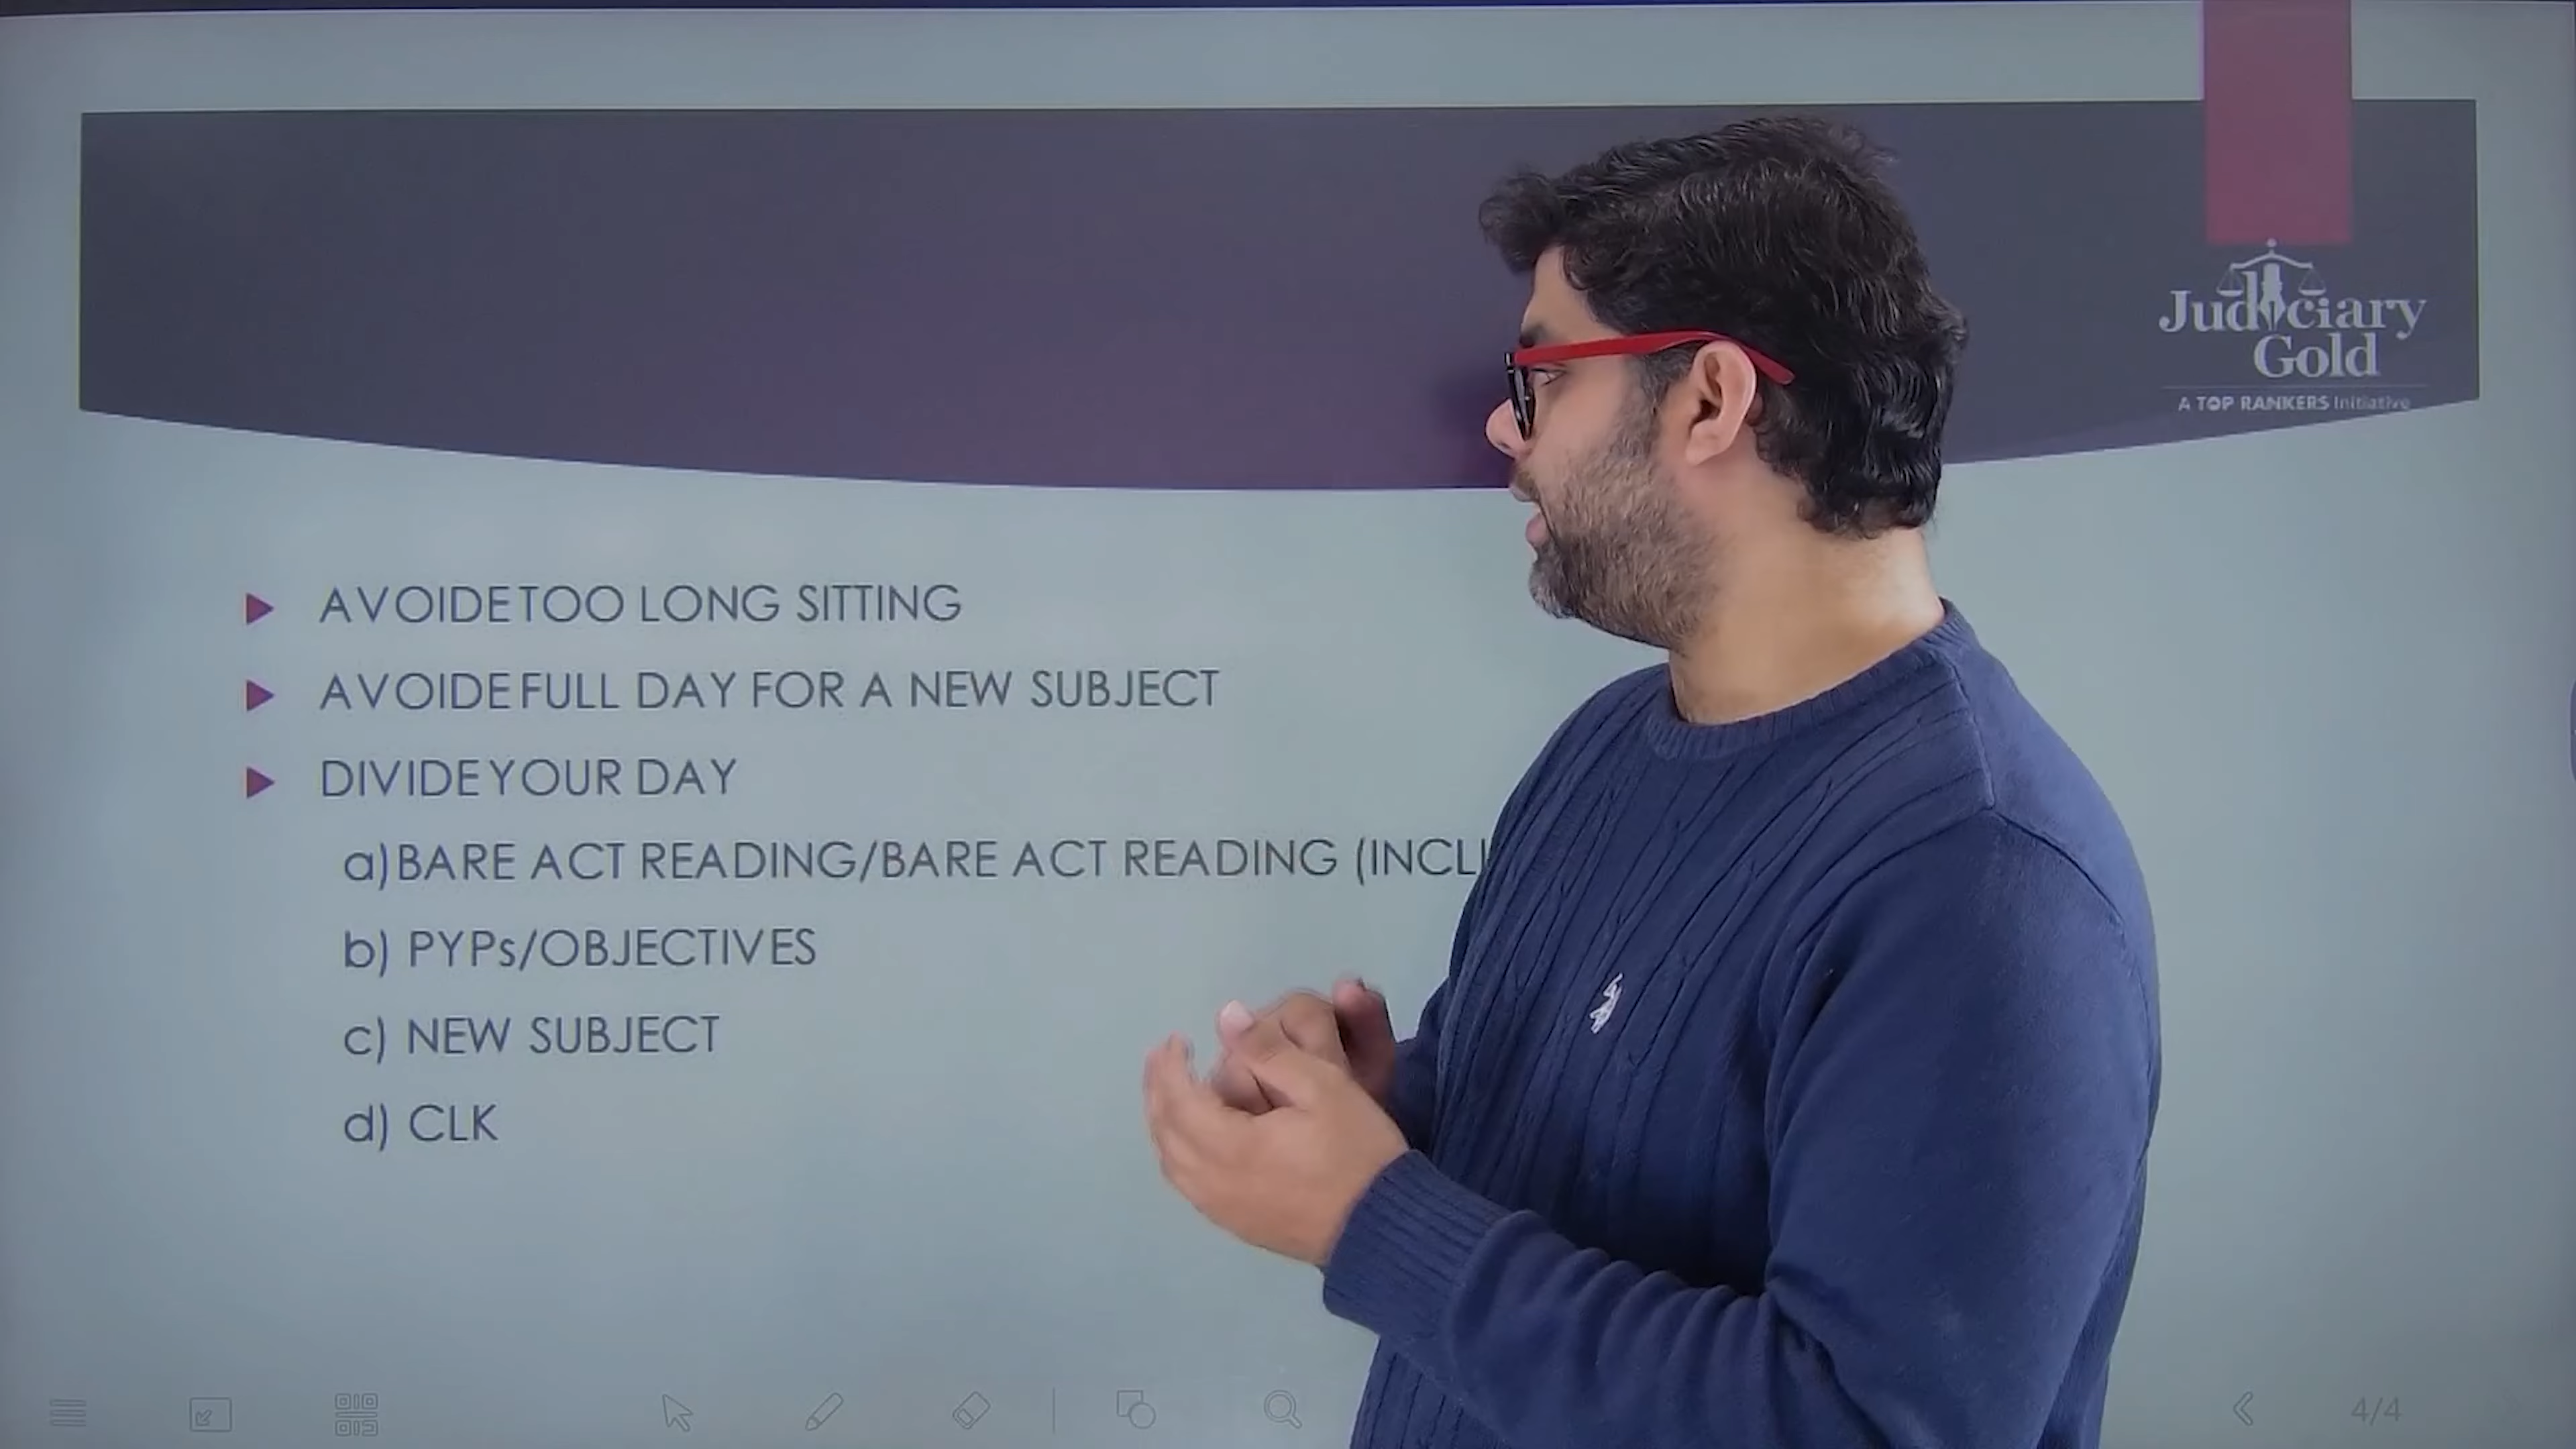 Judiciary
Gold
A TOP RANKERS Initiative
AVOIDE TOO LONG SITTING
AVOIDE FULL DAY FOR A NEW SUBJECT
DIVIDE YOUR DAY
a) BARE ACT READING/BARE ACT READING (INCL
b) PYPs/OBJECTIVES
c) NEW SUBJECT
d) CLK
4/4